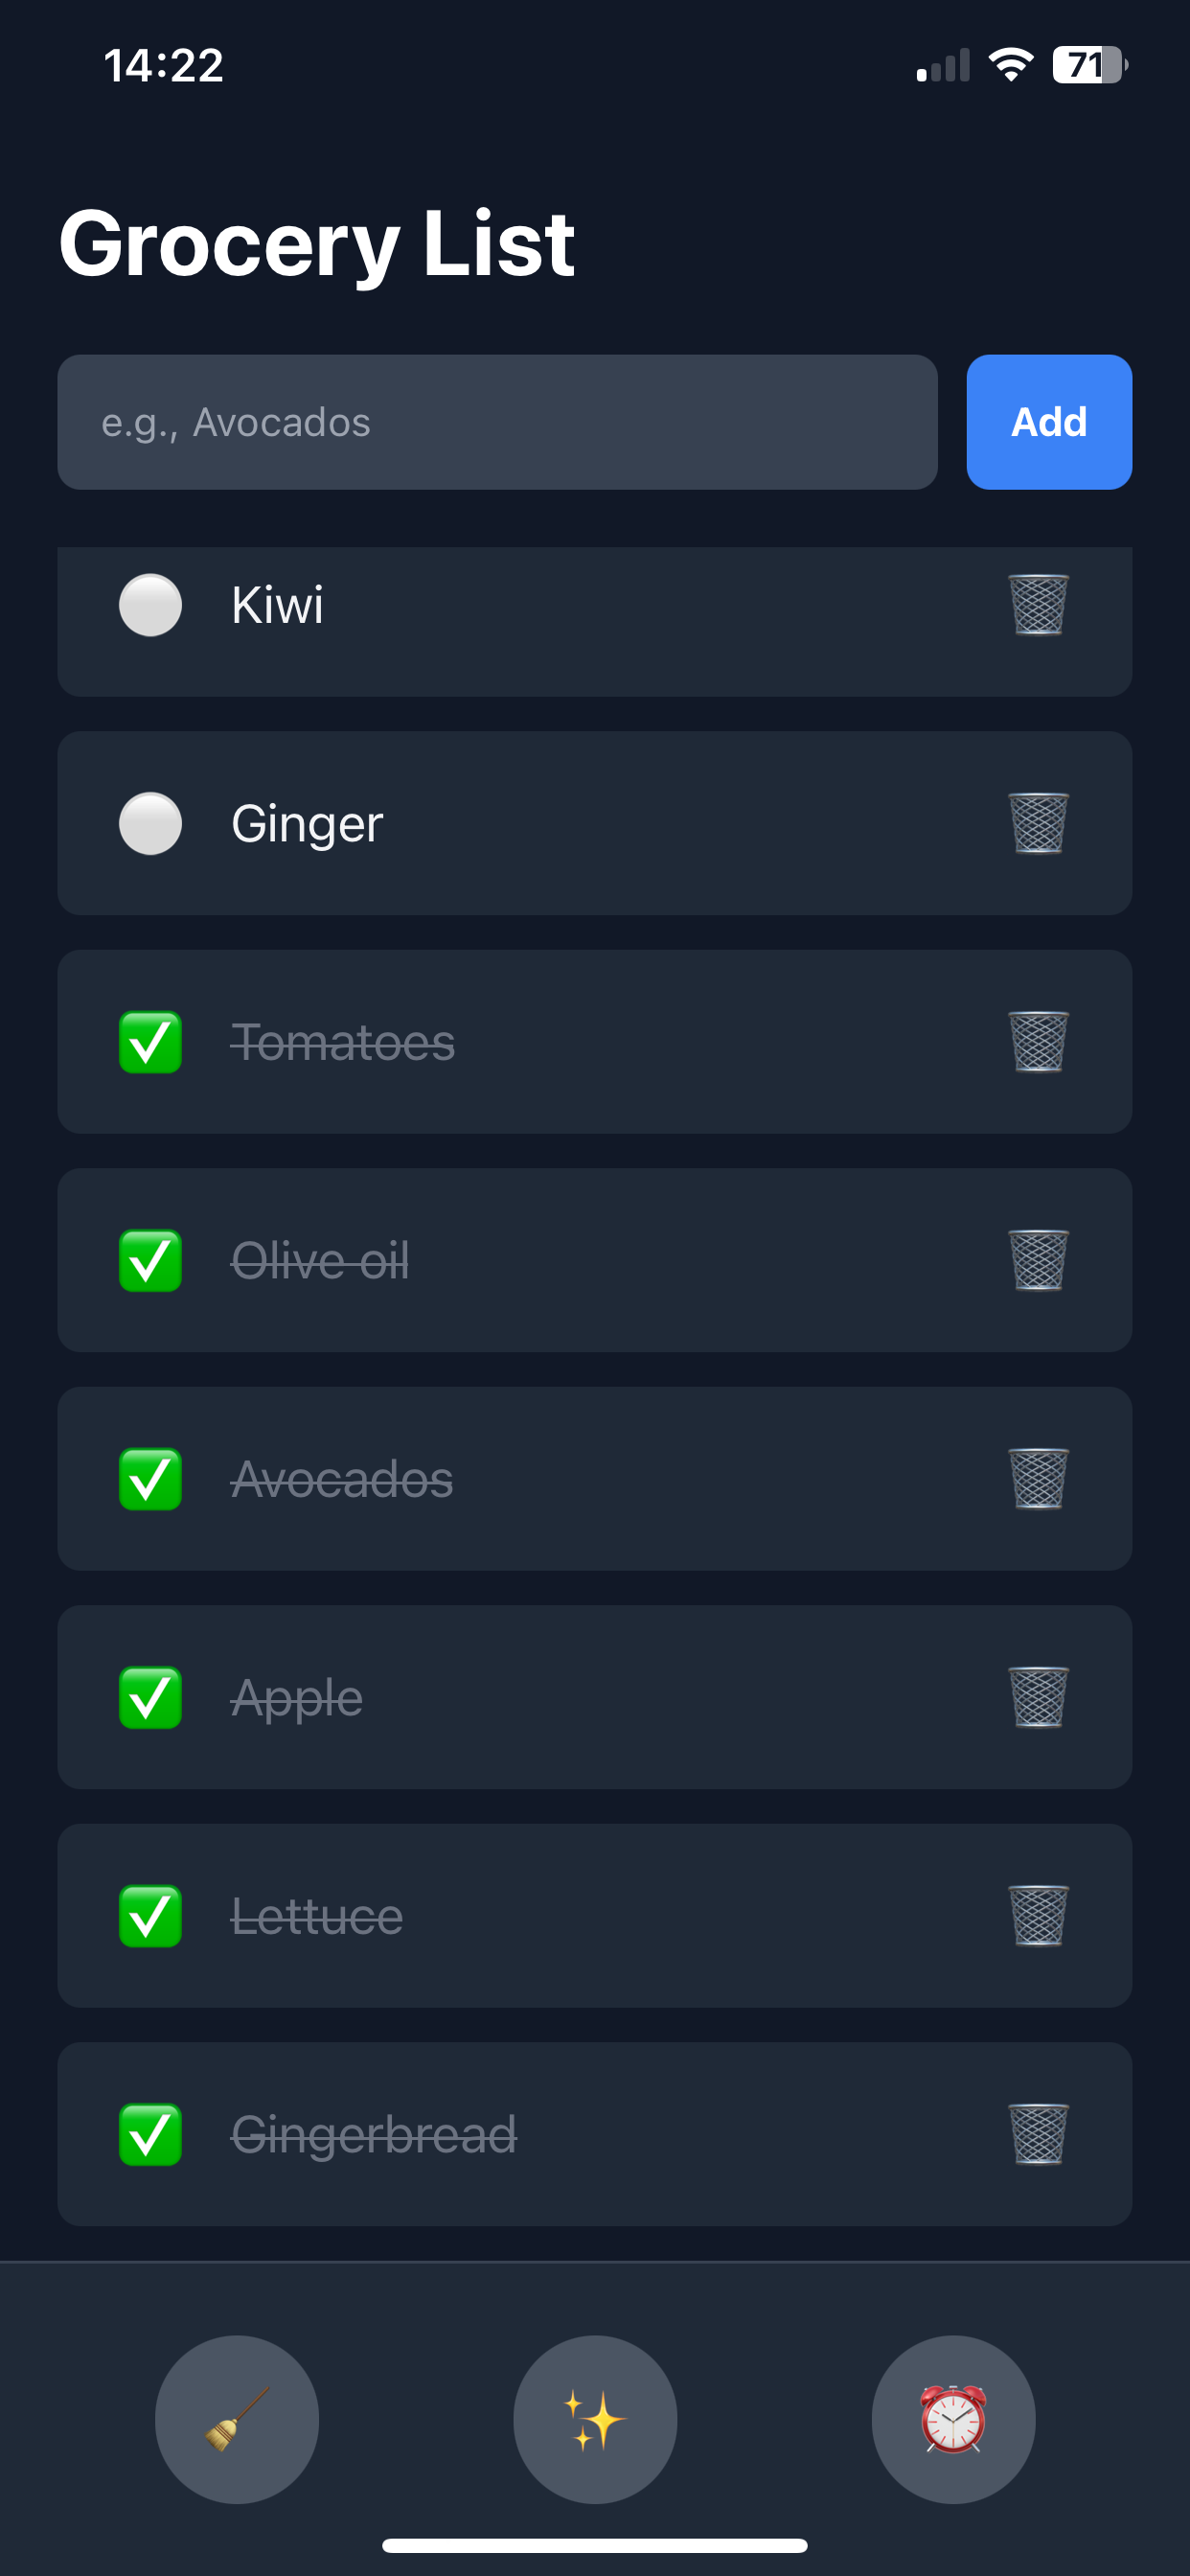 14:22
71
Grocery List
e.g., Avocados
Add
Kiwi
Ginger
Tomatoes
Olive oil
Avocados
Apple
Lettuce
Gingerbread